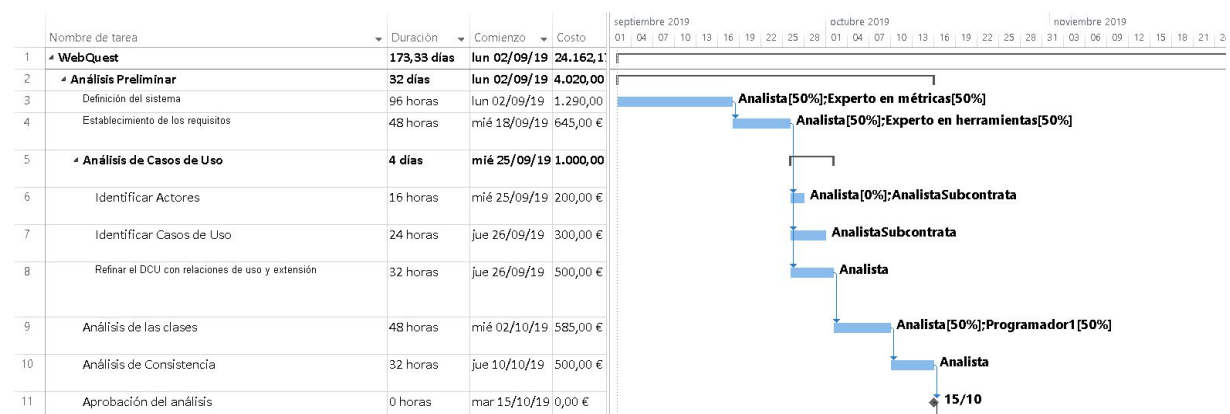 septiembre 2019 octubre 2019 noviembre 2019
Nombre de tarea Duración Comienzo Costo 01 04 07 10 13 16 19 22 25 28 01 04 07 10 13 16 19 22 25 28 31 03 06 09 12 15 18 21 24
1 WebQuest 173,33 días lun 02/09/19 24.162,1
2 Análisis Preliminar 32 días lun 02/09/19 4.020,00
3 Definición del sistema 96 horas lun 02/09/19 1.290,00 Analista[50%];Experto en métricas[50%]
4 Establecimiento de los requisitos 48 horas mié 18/09/19 645,00 € Analista[50%];Experto en herramientas[50%]
5 Análisis de Casos de Uso 4 días mié 25/09/19 1.000,00
6 Identificar Actores 16 horas mié 25/09/19 200,00 € Analista[0%];AnalistaSubcontrata
7 Identificar Casos de Uso 24 horas jue 26/09/19 300,00 € AnalistaSubcontrata
8 Refinar el DCU con relaciones de uso y extensión 32 horas jue 26/09/19 500,00 € Analista
9 Análisis de las clases 48 horas mié 02/10/19 585,00 € Analista[50%];Programador1[50%]
10 Análisis de Consistencia 32 horas jue 10/10/19 500,00 € Analista
11 Aprobación del análisis 0 horas mar 15/10/19 0,00 € 15/10